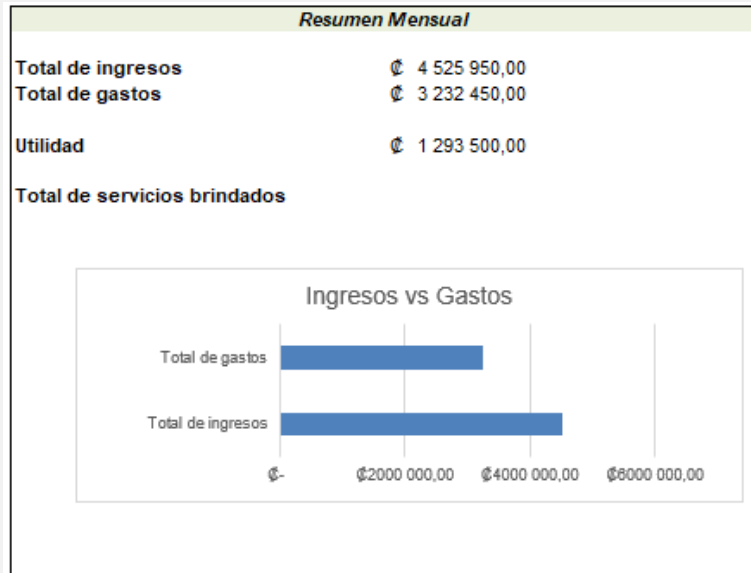 Resumen Mensual
Total de ingresos ₡ 4 525 950,00
Total de gastos ₡ 3 232 450,00
Utilidad ₡ 1 293 500,00
Total de servicios brindados
Ingresos vs Gastos
Total de gastos
Total de ingresos
₡- ₡2000 000,00 ₡4000 000,00 ₡6000 000,00